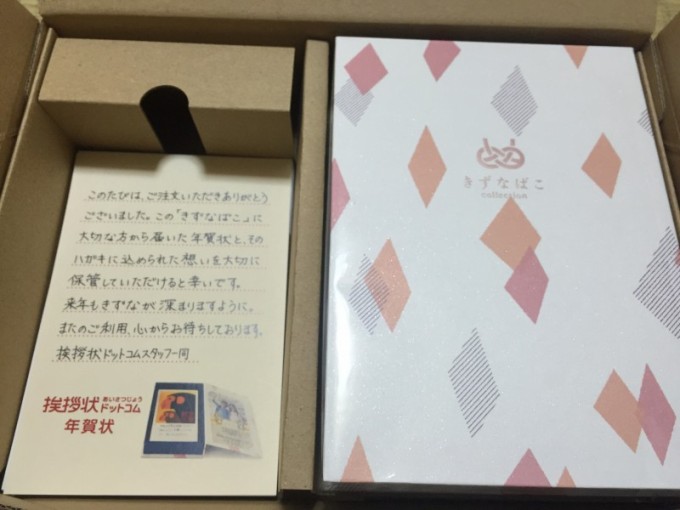 このたびは、ご注文いただきありがとう
ございました。この「きずなばこ」に
大切な方から届いた年賀状と、その
ハガキに込められた想いを大切に
保管していただけると幸いです。
来年もきずなが深まりますように。
またのご利用、心からお待ちしております。
挨拶状ドットコムスタッフ一同
挨拶状
あいさつじょう
ドットコム
年賀状
きずなばこ
collection